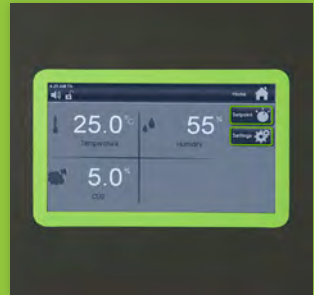 Home
25.0°C
Temperature
55%
Humidity
5.0%
CO2
Setpoint
Settings